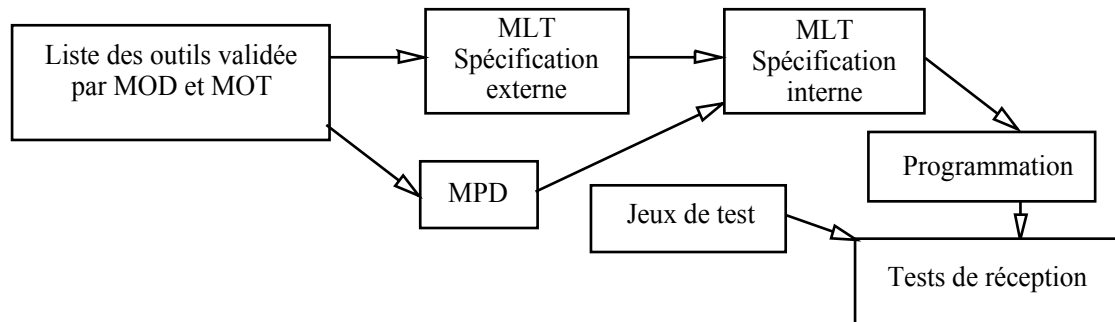 Liste des outils validée
par MOD et MOT
MLT
Spécification
externe
MLT
Spécification
interne
MPD
Programmation
Jeux de test
Tests de réception